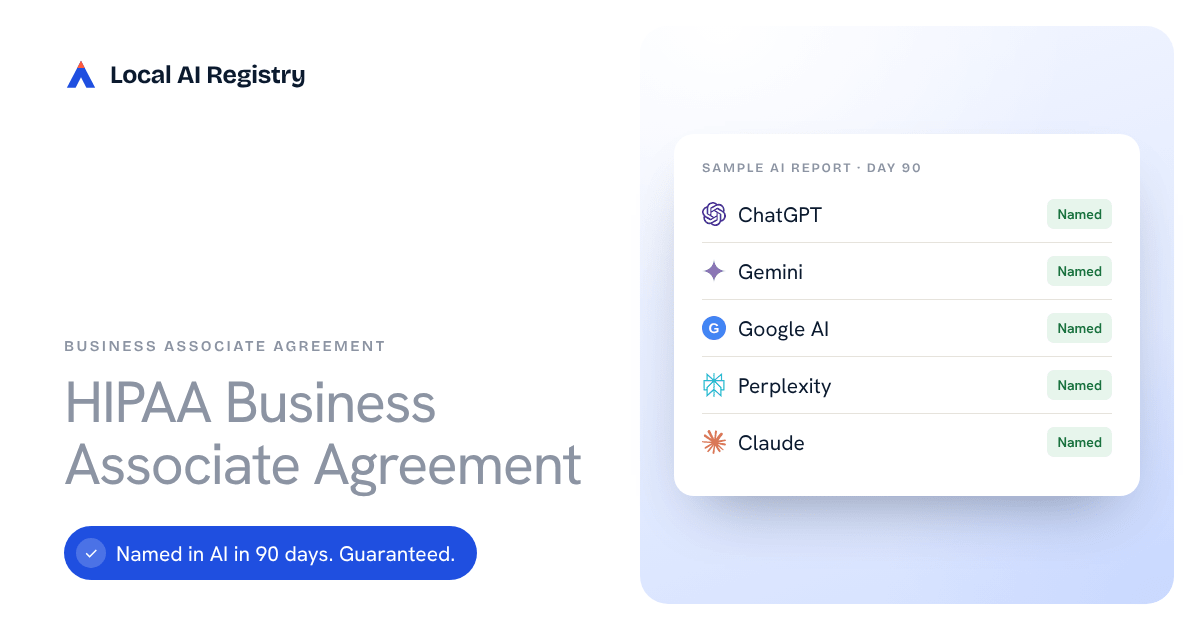 Local AI Registry
BUSINESS ASSOCIATE AGREEMENT
HIPAA Business
Associate Agreement
Named in AI in 90 days. Guaranteed.
SAMPLE AI REPORT · DAY 90
ChatGPT Named
Gemini Named
G Google AI Named
Perplexity Named
Claude Named